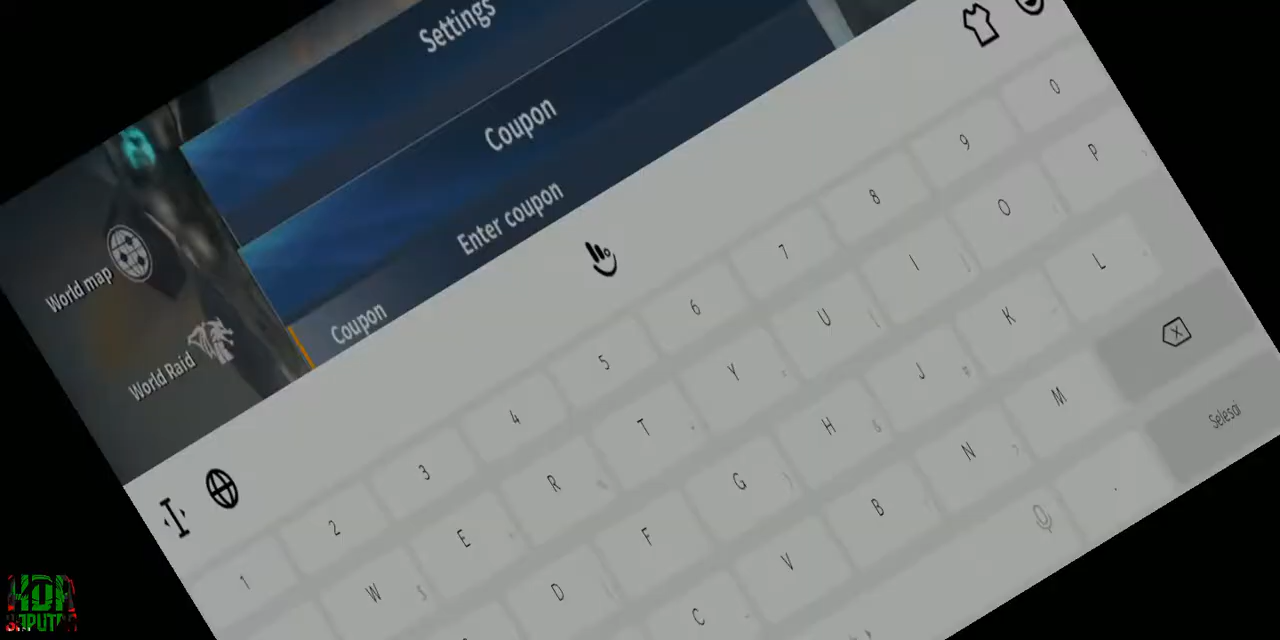 Settings
Coupon
Enter coupon
Coupon
World map
World Raid
1 2 3 4 5 6 7 8 9 0
W E R T Y U I O P
D F G H J K L
C V B N M
.
Selesai